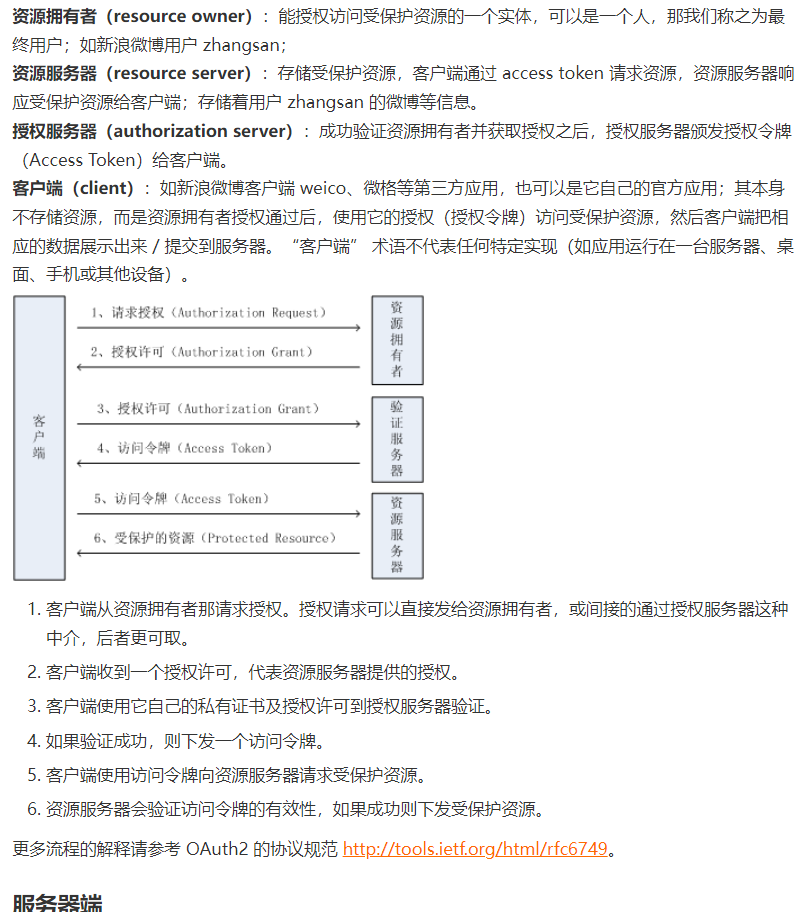 资源拥有者（resource owner）：能授权访问受保护资源的一个实体，可以是一个人，那我们称之为最
终用户；如新浪微博用户 zhangsan；
资源服务器（resource server）：存储受保护资源，客户端通过 access token 请求资源，资源服务器响
应受保护资源给客户端；存储着用户 zhangsan 的微博等信息。
授权服务器（authorization server）：成功验证资源拥有者并获取授权之后，授权服务器颁发授权令牌
（Access Token）给客户端。
客户端（client）：如新浪微博客户端 weico、微格等第三方应用，也可以是它自己的官方应用；其本身
不存储资源，而是资源拥有者授权通过后，使用它的授权（授权令牌）访问受保护资源，然后客户端把相
应的数据展示出来 / 提交到服务器。“客户端” 术语不代表任何特定实现（如应用运行在一台服务器、桌
面、手机或其他设备）。
客户端
1、请求授权（Authorization Request）
2、授权许可（Authorization Grant）
资源拥有者
3、授权许可（Authorization Grant）
4、访问令牌（Access Token）
验证服务器
5、访问令牌（Access Token）
6、受保护的资源（Protected Resource）
资源服务器
1. 客户端从资源拥有者那请求授权。授权请求可以直接发给资源拥有者，或间接的通过授权服务器这种
中介，后者更可取。
2. 客户端收到一个授权许可，代表资源服务器提供的授权。
3. 客户端使用它自己的私有证书及授权许可到授权服务器验证。
4. 如果验证成功，则下发一个访问令牌。
5. 客户端使用访问令牌向资源服务器请求受保护资源。
6. 资源服务器会验证访问令牌的有效性，如果成功则下发受保护资源。
更多流程的解释请参考 OAuth2 的协议规范 http://tools.ietf.org/html/rfc6749。
服务器端